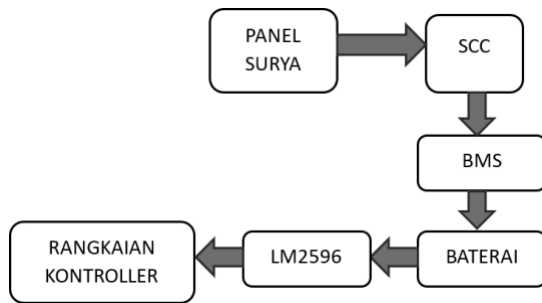 PANEL
SURYA
SCC
BMS
BATERAI
LM2596
RANGKAIAN
KONTROLLER